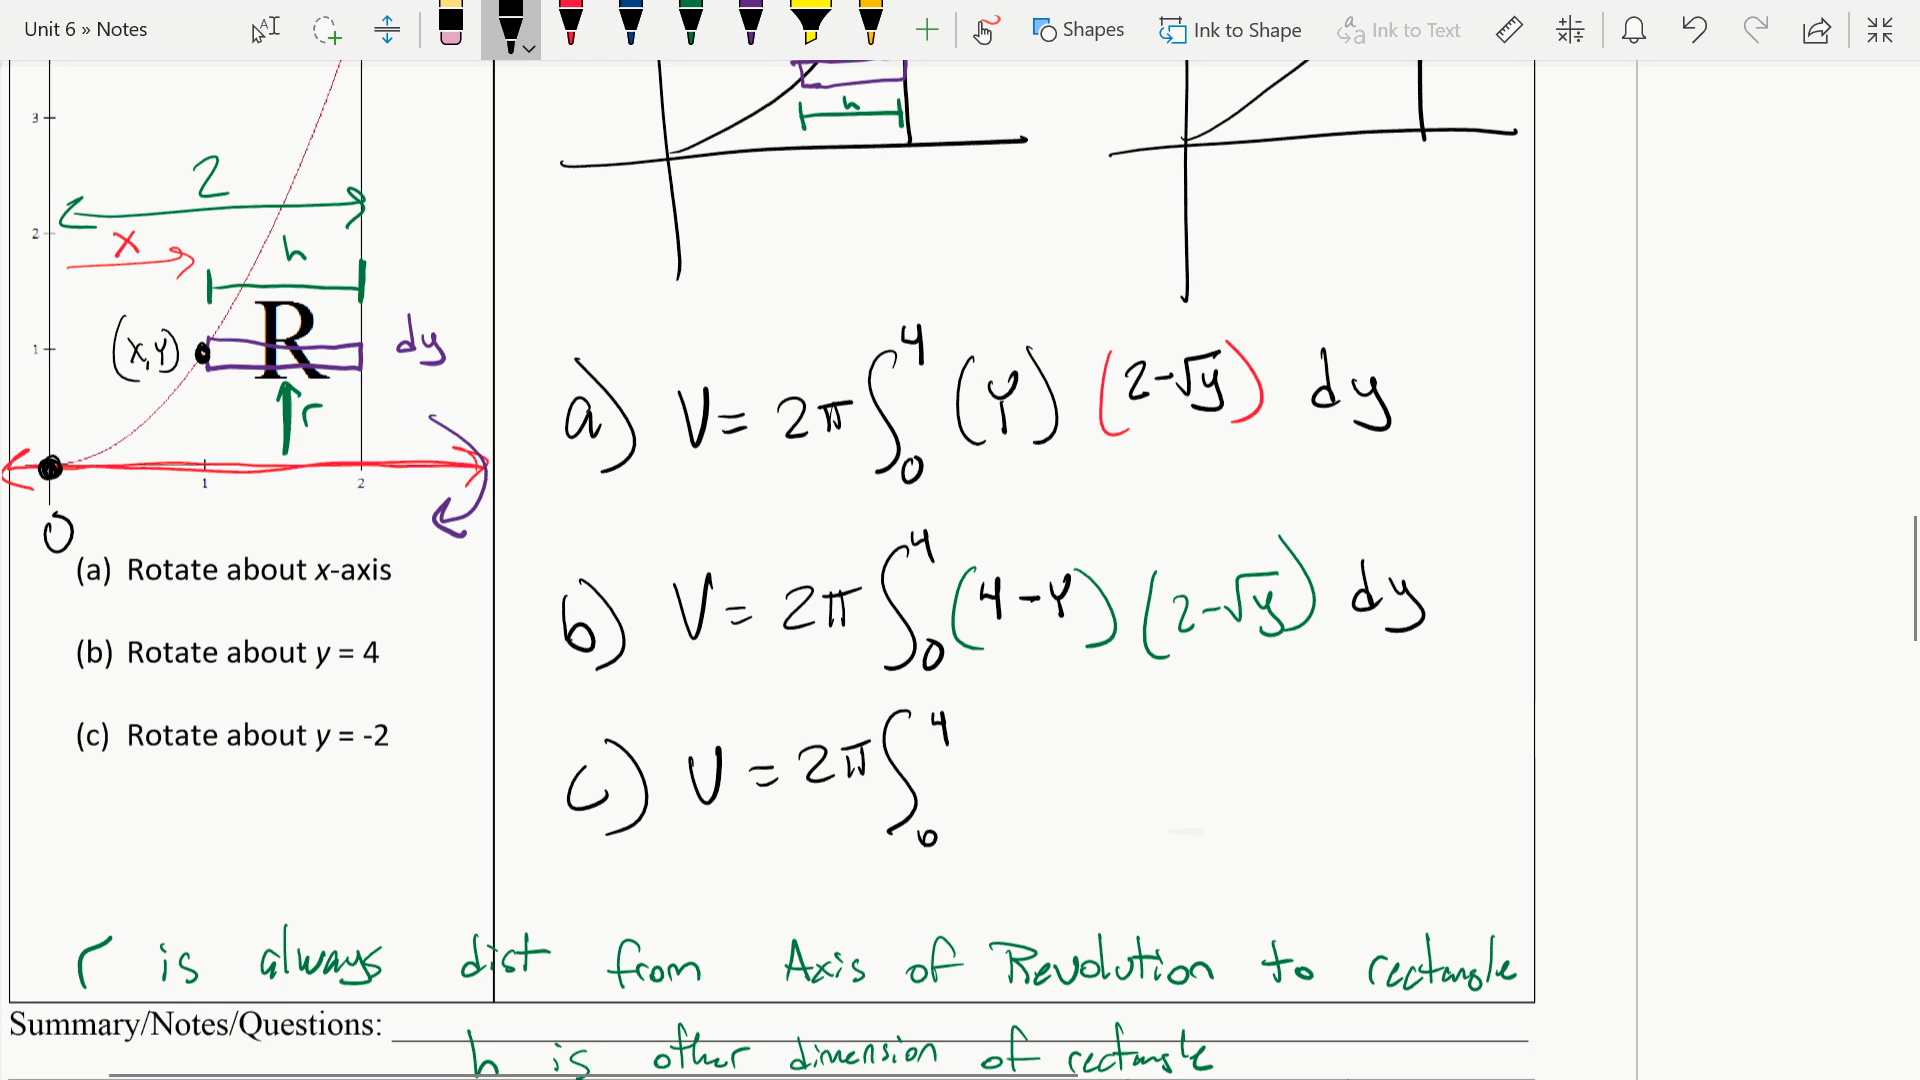 Unit 6 » Notes
Shapes
Ink to Shape
Ink to Text
3
2
2
x
h
h
R
(x,y)
dy
1
r
1
2
0
(a) Rotate about x-axis
(b) Rotate about y = 4
(c) Rotate about y = -2
a) V = 2π ∫₀⁴ (y) (2-√y) dy
b) V = 2π ∫₀⁴ (4-y) (2-√y) dy
c) V = 2π ∫₀⁴
r is always dist from Axis of Revolution to rectangle
Summary/Notes/Questions:
h is other dimension of rectangle